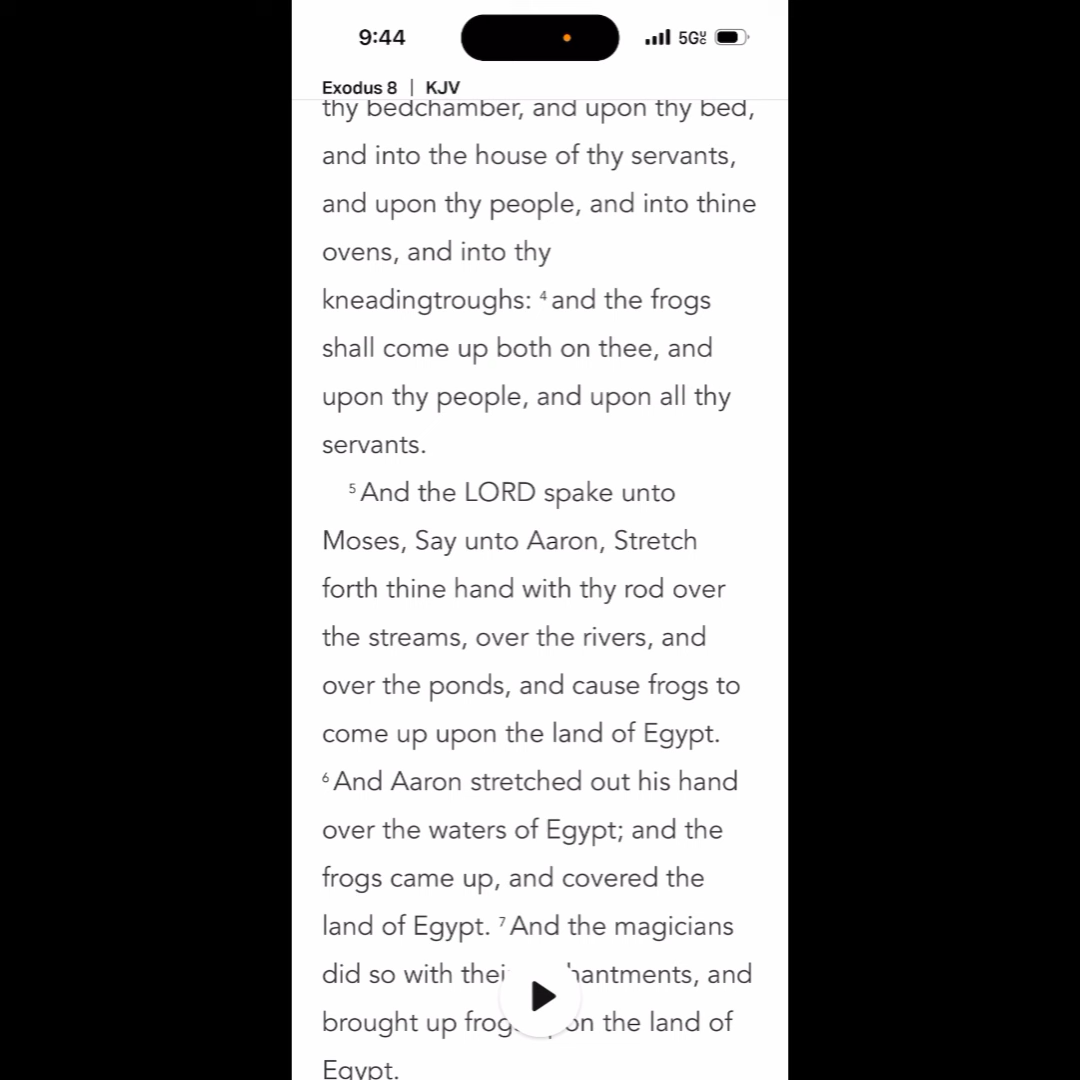 9:44
5G
Exodus 8 | KJV
thy bedchamber, and upon thy bed,
and into the house of thy servants,
and upon thy people, and into thine
ovens, and into thy
kneadingtroughs: 4 and the frogs
shall come up both on thee, and
upon thy people, and upon all thy
servants.
5 And the LORD spake unto
Moses, Say unto Aaron, Stretch
forth thine hand with thy rod over
the streams, over the rivers, and
over the ponds, and cause frogs to
come up upon the land of Egypt.
6 And Aaron stretched out his hand
over the waters of Egypt; and the
frogs came up, and covered the
land of Egypt. 7 And the magicians
did so with and
brought up on the land of
Egypt.